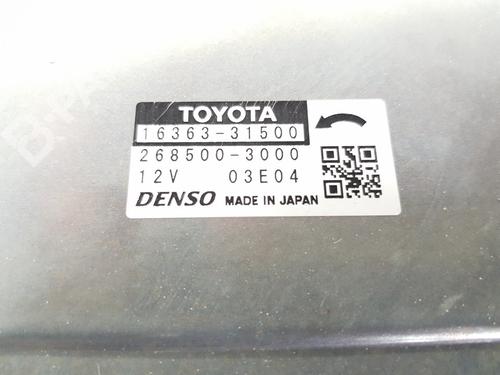 TOYOTA
16363-31500
268500-3000
12V 03E04
DENSO MADE IN JAPAN